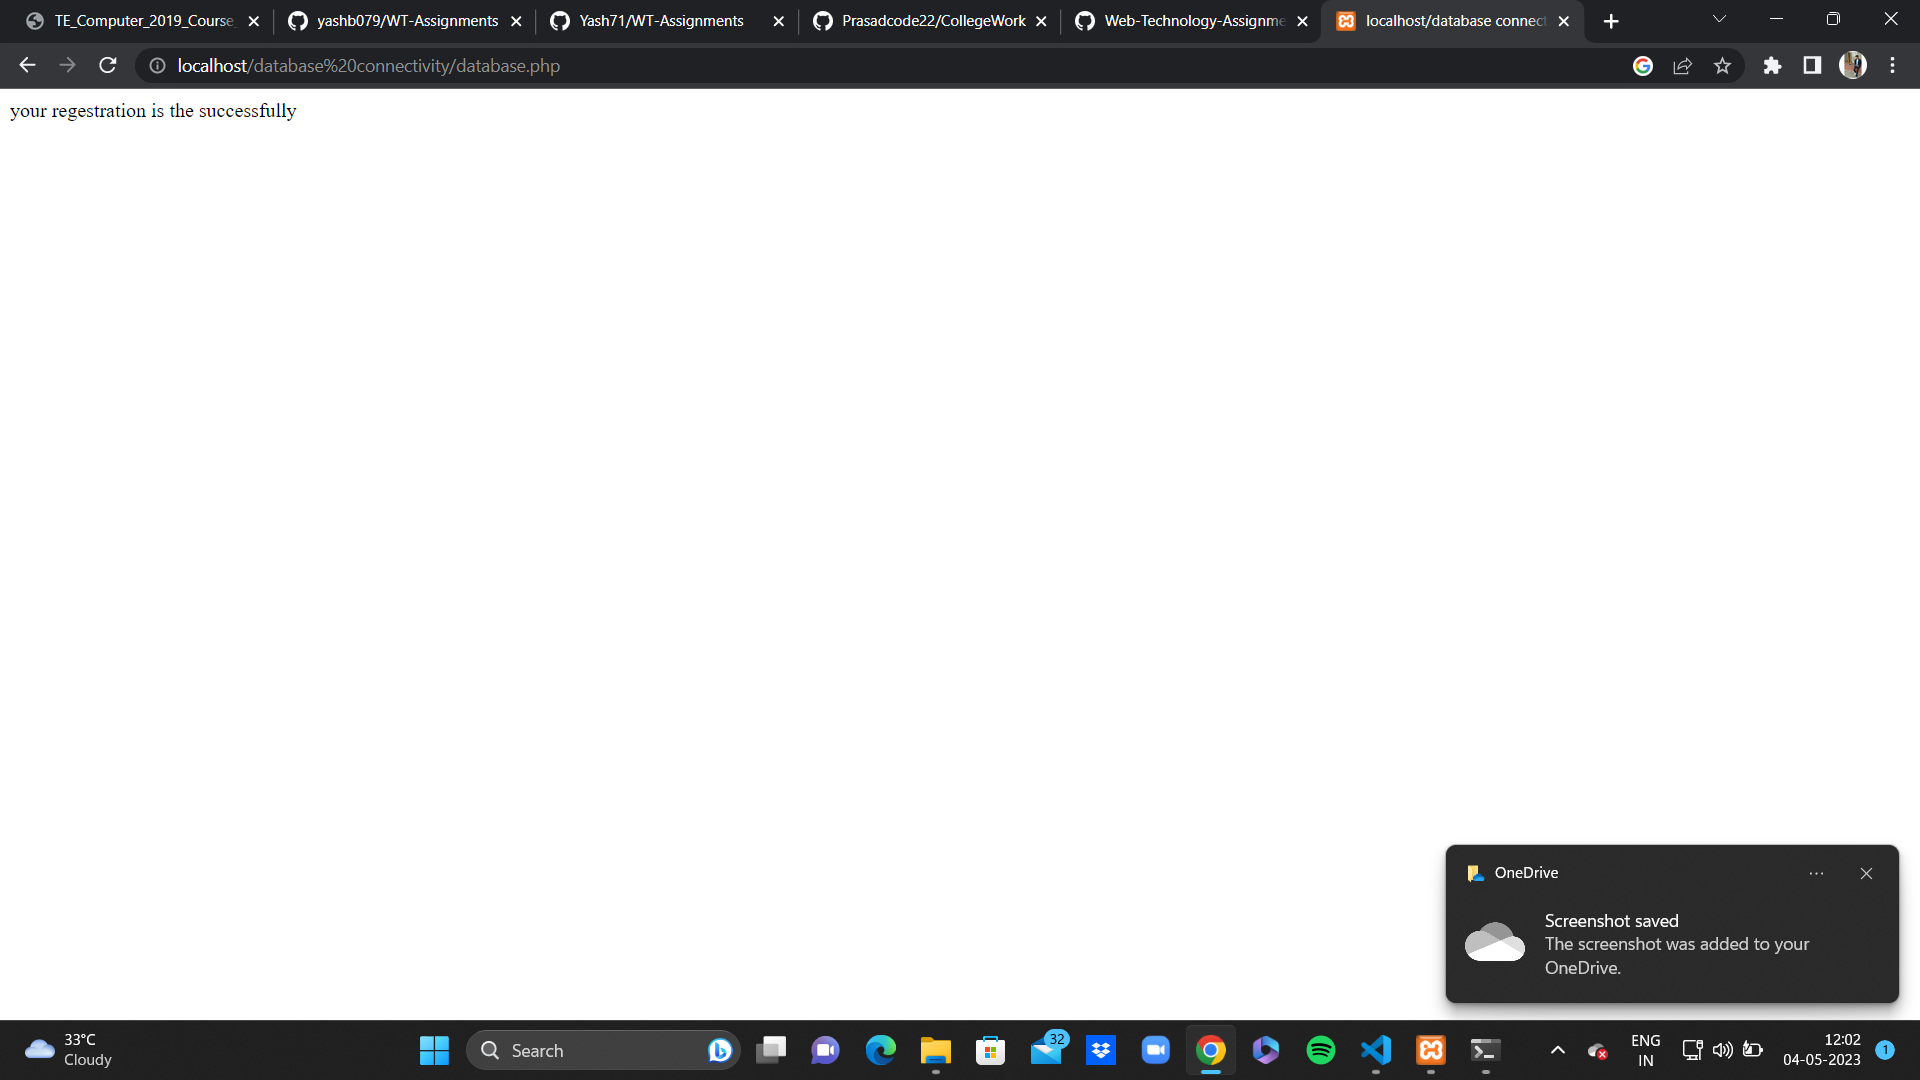 TE_Computer_2019_Course
yashb079/WT-Assignments
Yash71/WT-Assignments
Prasadcode22/CollegeWork
Web-Technology-Assignme
localhost/database connect
localhost/database%20connectivity/database.php
your regestration is the successfully
OneDrive
Screenshot saved
The screenshot was added to your
OneDrive.
33°C
Cloudy
Search
32
ENG
IN
12:02
04-05-2023
1